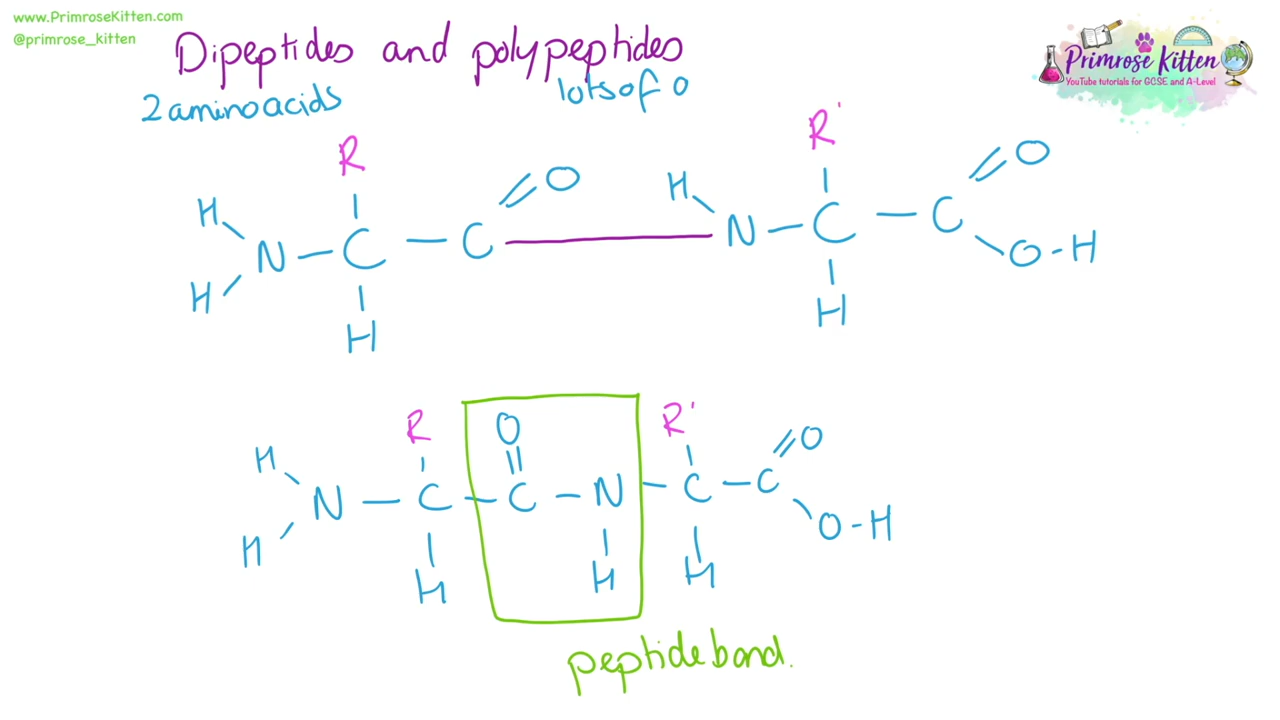 www.PrimroseKitten.com
@primrose_kitten
Dipeptides and polypeptides
2 amino acids
lots of o
Primrose Kitten
YouTube tutorials for GCSE and A-Level
R
R'
H
O
H
O
N
C
C
N
C
C
H
O-H
H
H
R
O
R'
O
H
N
C
C
N
C
C
H
O-H
H
H
H
peptide bond.